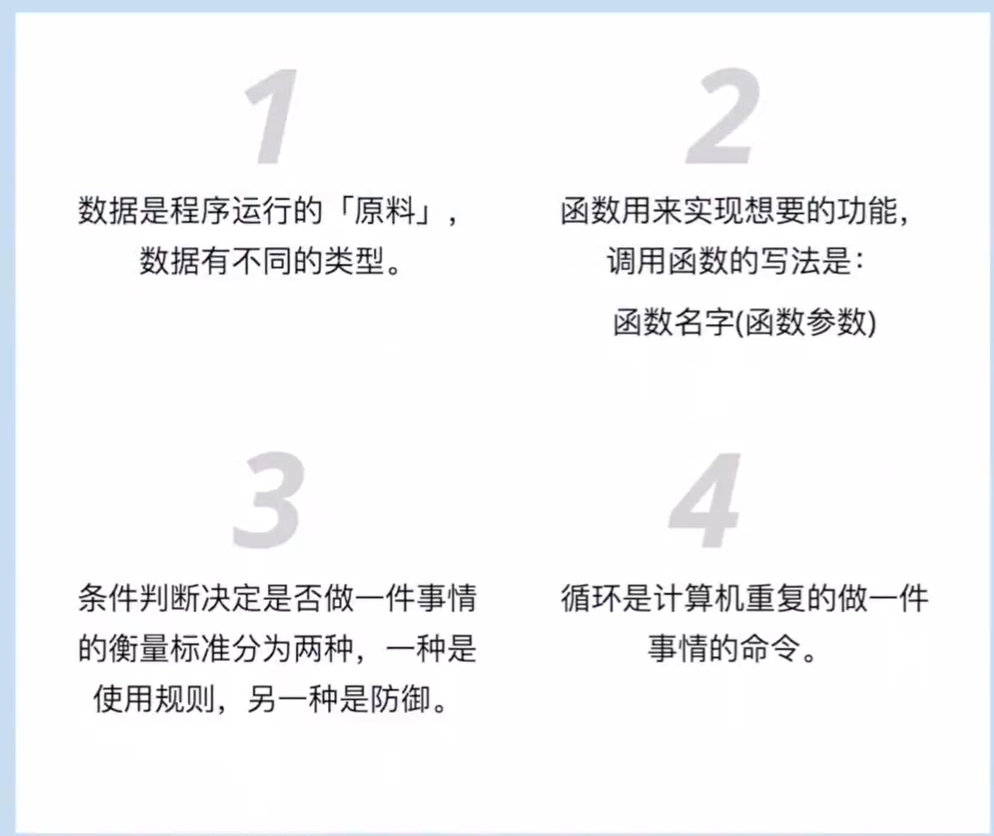 1
数据是程序运行的「原料」，
数据有不同的类型。
2
函数用来实现想要的功能，
调用函数的写法是：
函数名字(函数参数)
3
条件判断决定是否做一件事情
的衡量标准分为两种，一种是
使用规则，另一种是防御。
4
循环是计算机重复的做一件
事情的命令。